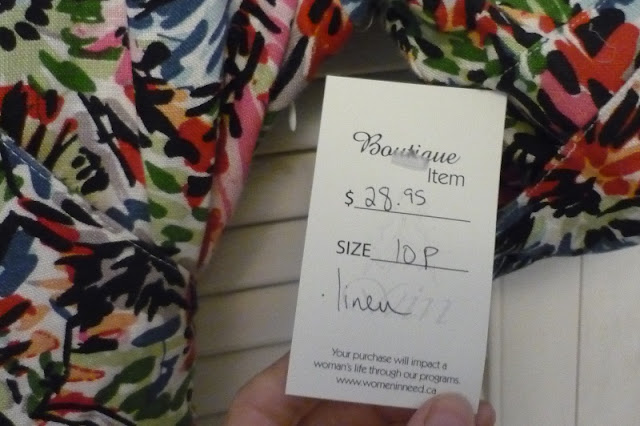 Boutique
Item
$ 28.95
SIZE 10P
linen
Your purchase will impact a
woman's life through our programs.
www.womeninneed.ca